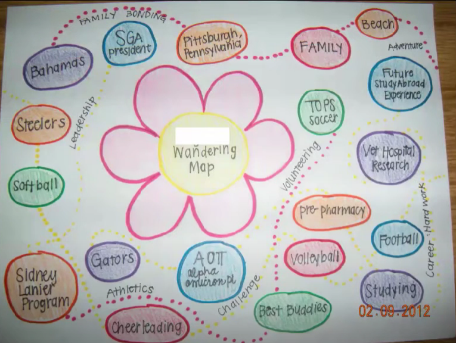 FAMILY BONDING
Beach
SGA
president
Pittsburgh,
Pennsylvania
FAMILY
Adventure
Bahamas
Future
Study Abroad
Experience
Leadership
Steelers
TOPS
soccer
Wandering
Map
Vet Hospital
Research
Volunteering
Softball
pre-pharmacy
Football
Career Hard work
Gators
AOΠ
alpha
omicron pi
Volleyball
Sidney
Lanier
Program
Athletics
Challenge
Studying
Best Buddies
Cheerleading
02.09.2012